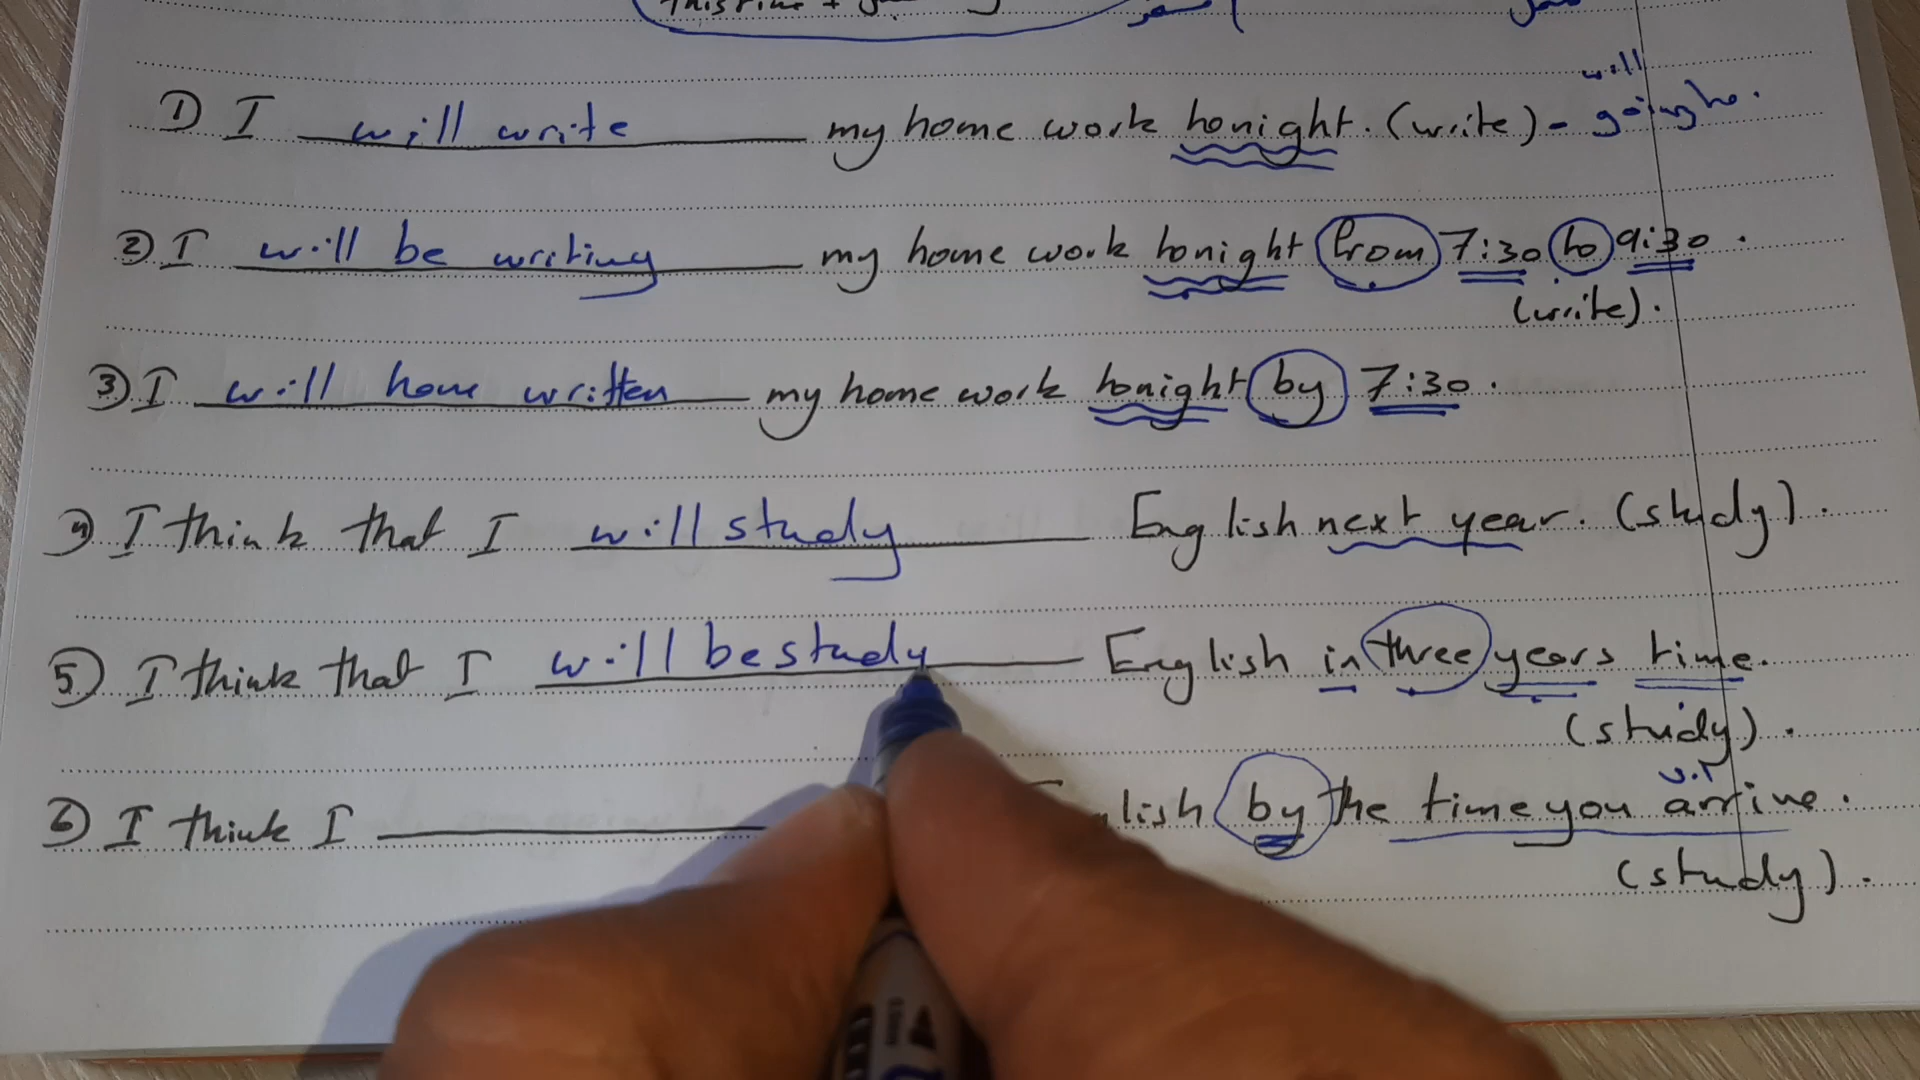 This time +
will
1) I will write my home work tonight. (write) - going to.
2) I will be writing my home work tonight from 7:30 to 9:30.
(write).
3) I will have written my home work tonight by 7:30.
4) I think that I will study English next year. (study).
5) I think that I will be study English in three years time.
(study).
6) I think I lish by the time you arrive.
(study).